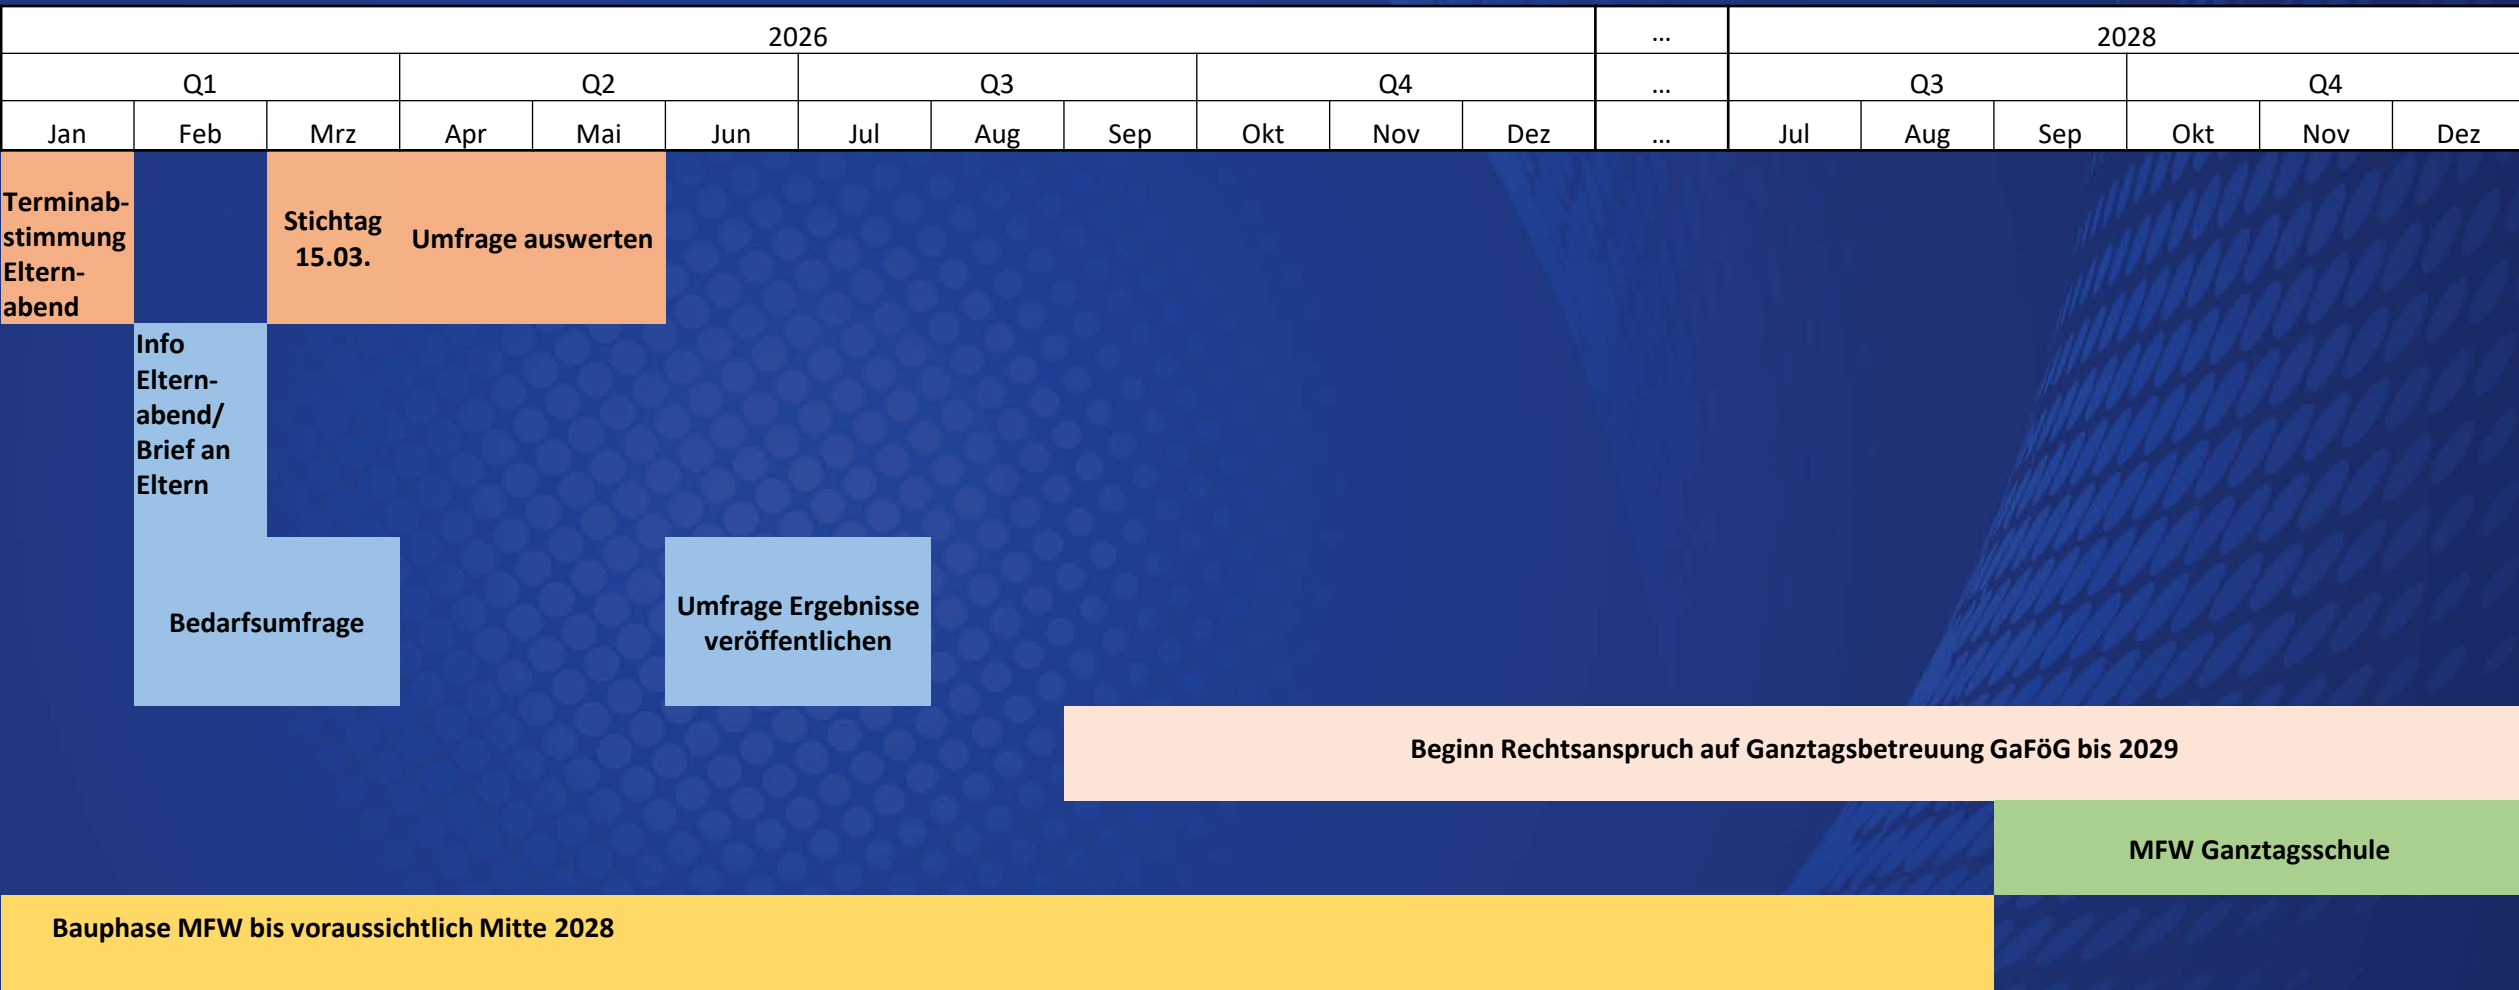 2026 ... 2028
Q1 Q2 Q3 Q4 ... Q3 Q4
Jan Feb Mrz Apr Mai Jun Jul Aug Sep Okt Nov Dez ... Jul Aug Sep Okt Nov Dez
Terminab-
stimmung
Eltern-
abend
Stichtag
15.03.
Umfrage auswerten
Info
Eltern-
abend/
Brief an
Eltern
Bedarfsumfrage
Umfrage Ergebnisse
veröffentlichen
Beginn Rechtsanspruch auf Ganztagsbetreuung GaFöG bis 2029
MFW Ganztagsschule
Bauphase MFW bis voraussichtlich Mitte 2028